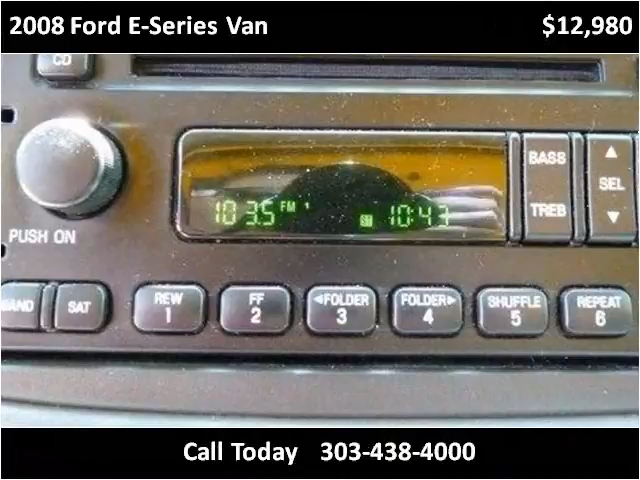 2008 Ford E-Series Van $12,980
CD
103.5 FM 1 10:43
BASS
TREB
SEL
PUSH ON
BAND SAT
REW 1
FF 2
◀FOLDER 3
FOLDER▶ 4
SHUFFLE 5
REPEAT 6
Call Today 303-438-4000